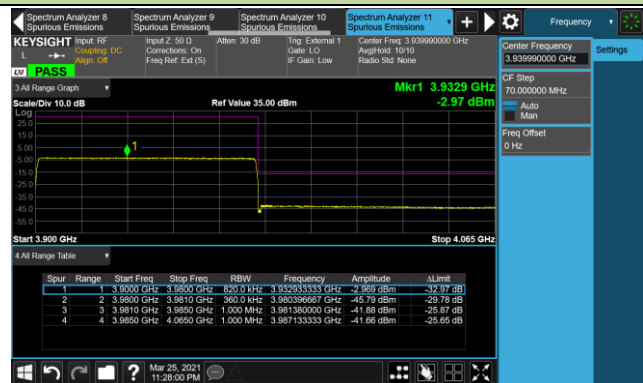 Spectrum Analyzer 8 Spectrum Analyzer 9 Spectrum Analyzer 10 Spectrum Analyzer 11
Spurious Emissions Spurious Emissions Spurious Emissions Spurious Emissions
Frequency
KEYSIGHT Input: RF Input Z: 50 Ω Atten: 30 dB Trig: External 1 Center Freq: 3.939990000 GHz
L Coupling: DC Corrections: On Gate: LO Avg|Hold: 10/10
Align: Off Freq Ref: Ext (S) IF Gain: Low Radio Std: None
LXI PASS
Center Frequency
3.939990000 GHz
Settings
CF Step
70.000000 MHz
Auto
Man
Freq Offset
0 Hz
3 All Range Graph
Mkr1 3.9329 GHz
Scale/Div 10.0 dB Ref Value 35.00 dBm -2.97 dBm
Log
25.0
15.0
5.00
1
-5.00
-15.0
-25.0
-35.0
-45.0
-55.0
Start 3.900 GHz Stop 4.065 GHz
4 All Range Table
Spur Range Start Freq Stop Freq RBW Frequency Amplitude ΔLimit
1 1 3.9000 GHz 3.9800 GHz 820.0 kHz 3.932933333 GHz -2.969 dBm -32.97 dB
2 2 3.9800 GHz 3.9810 GHz 360.0 kHz 3.980396667 GHz -45.79 dBm -29.78 dB
3 3 3.9810 GHz 3.9850 GHz 1.000 MHz 3.981380000 GHz -41.88 dBm -25.87 dB
4 4 3.9850 GHz 4.0650 GHz 1.000 MHz 3.987133333 GHz -41.66 dBm -25.65 dB
? Mar 25, 2021
11:28:00 PM